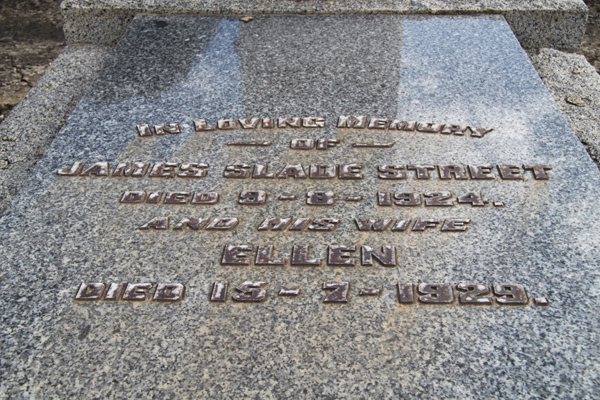 IN LOVING MEMORY
— OF —
JAMES SLADE STREET
DIED 9-8-1924.
AND HIS WIFE
ELLEN
DIED 15-7-1929.